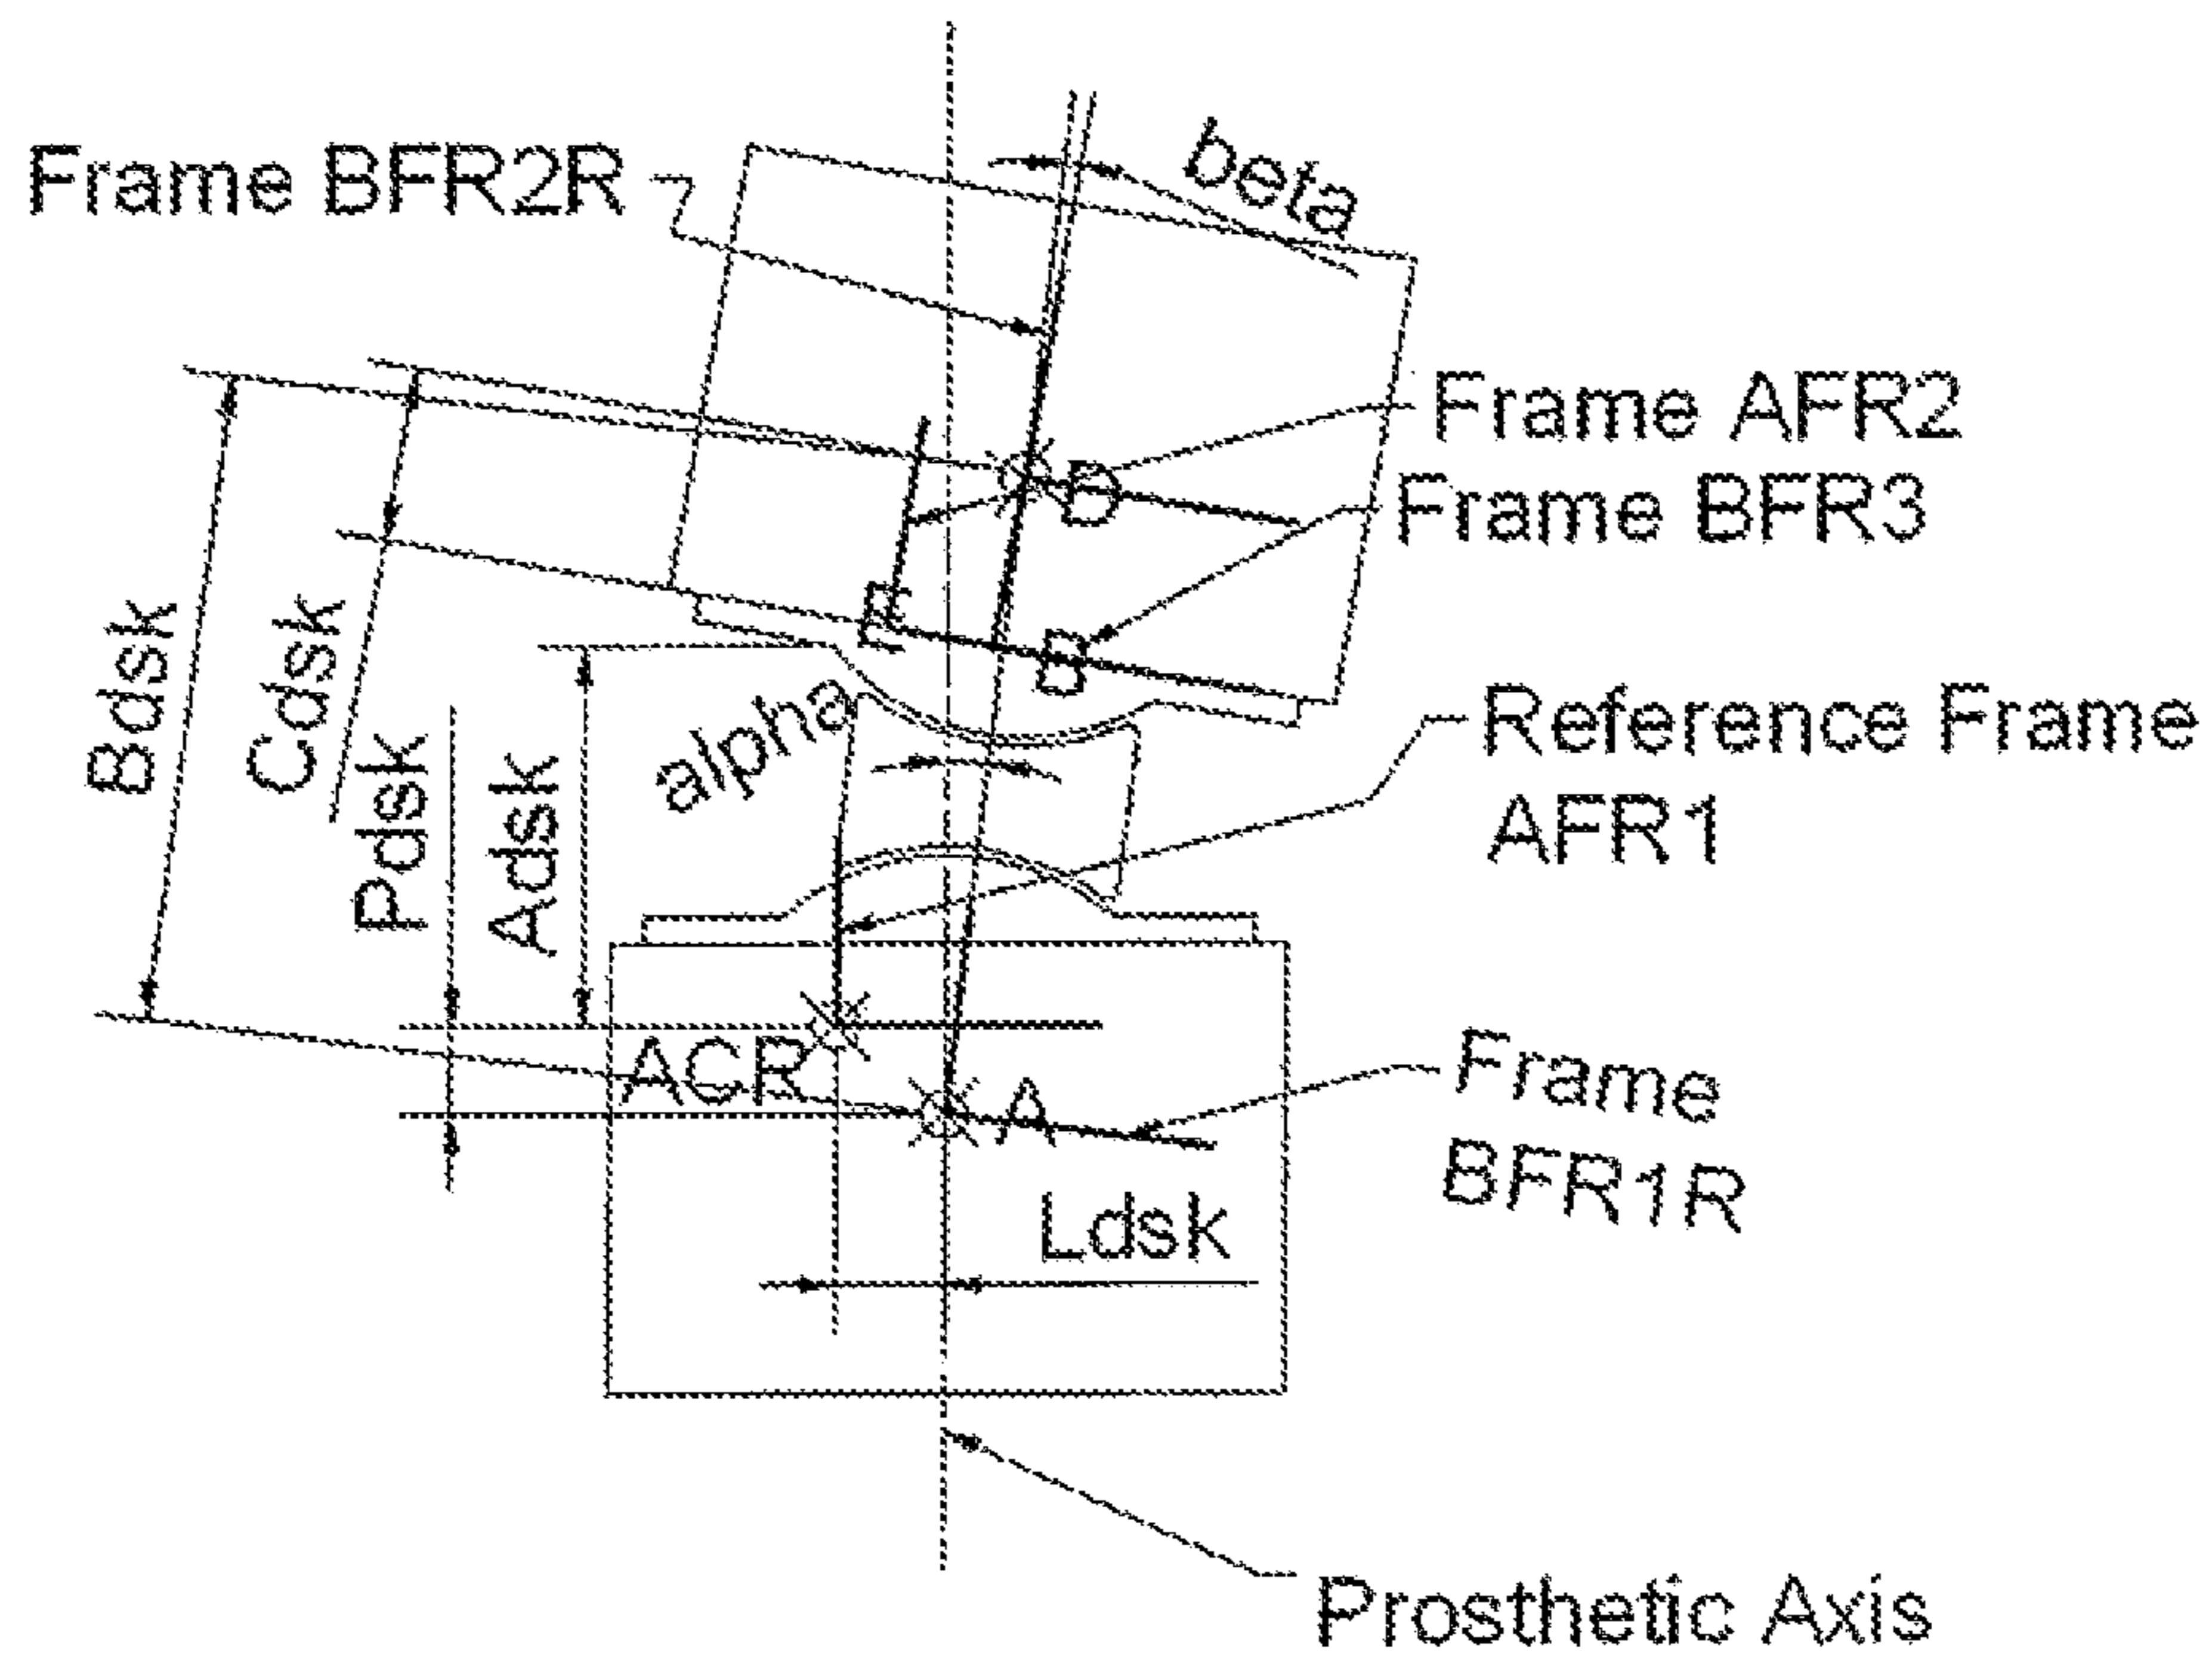 beta
Frame BFR2R
Frame AFR2
D
Frame BFR3
B
Bdsk
Cdsk
Pdsk
Adsk
alpha
Reference Frame
AFR1
ACR
A
Frame
BFR1R
Ldsk
Prosthetic Axis